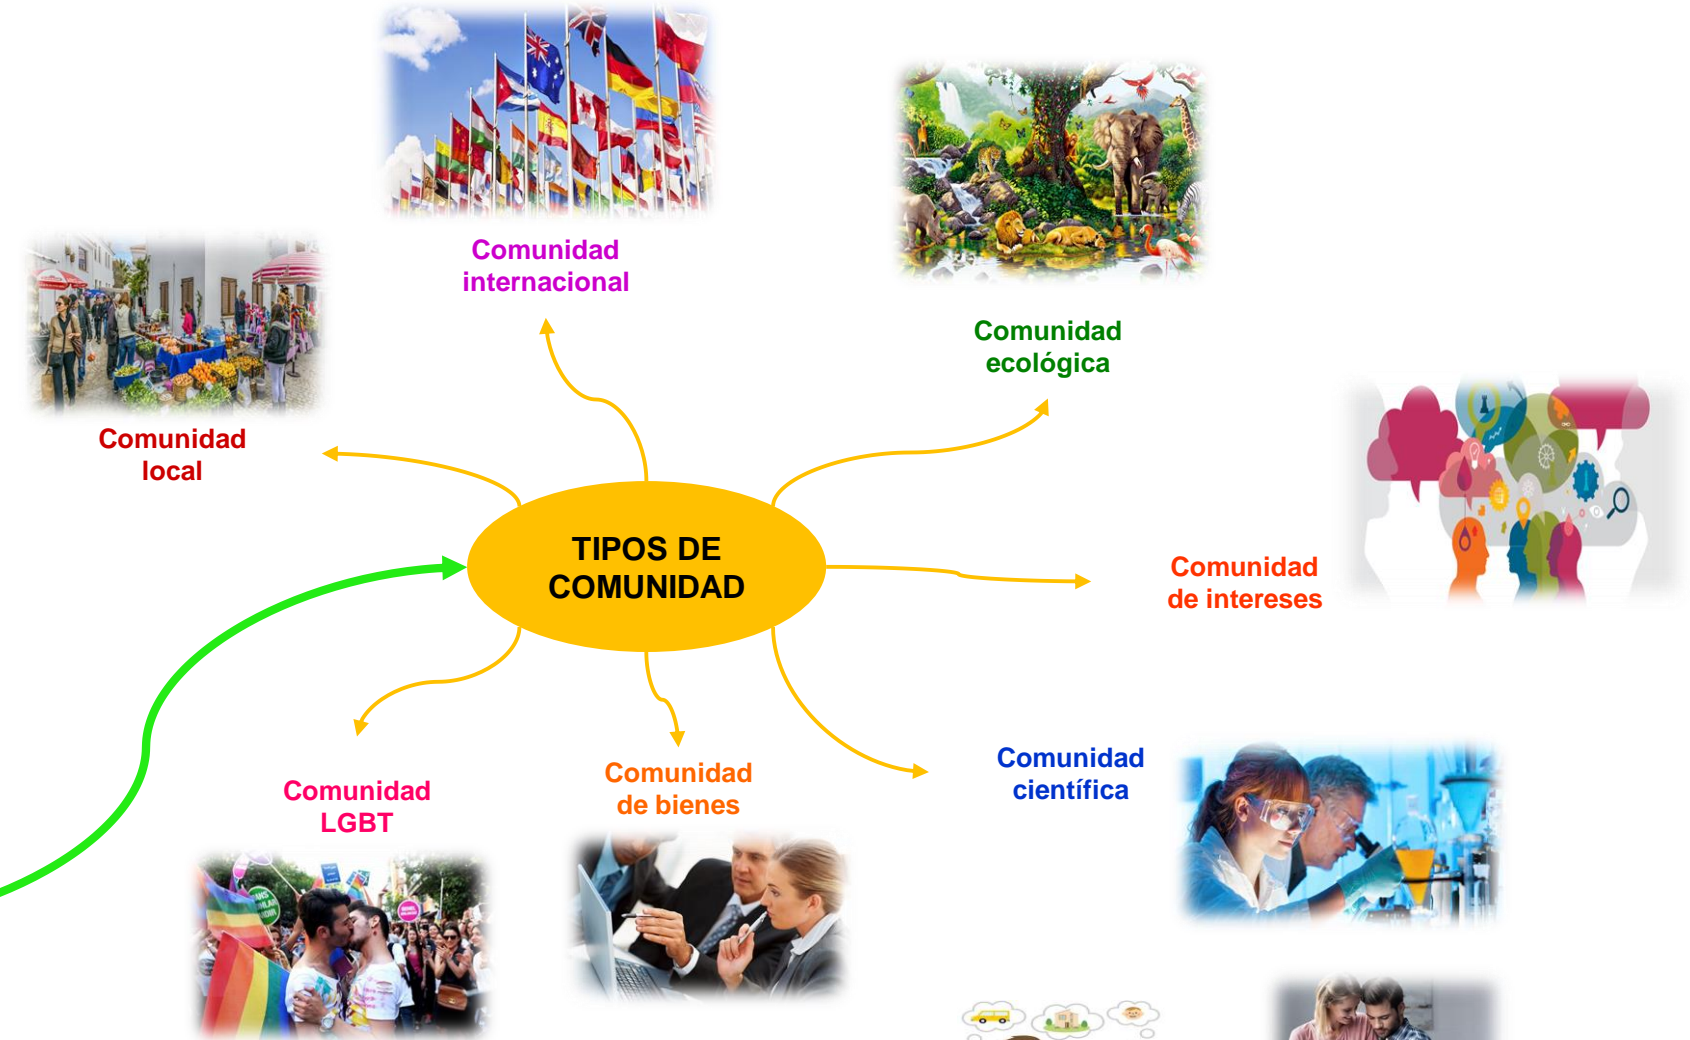 Comunidad
internacional
Comunidad
ecológica
Comunidad
local
TIPOS DE
COMUNIDAD
Comunidad
de intereses
Comunidad
científica
Comunidad
de bienes
Comunidad
LGBT